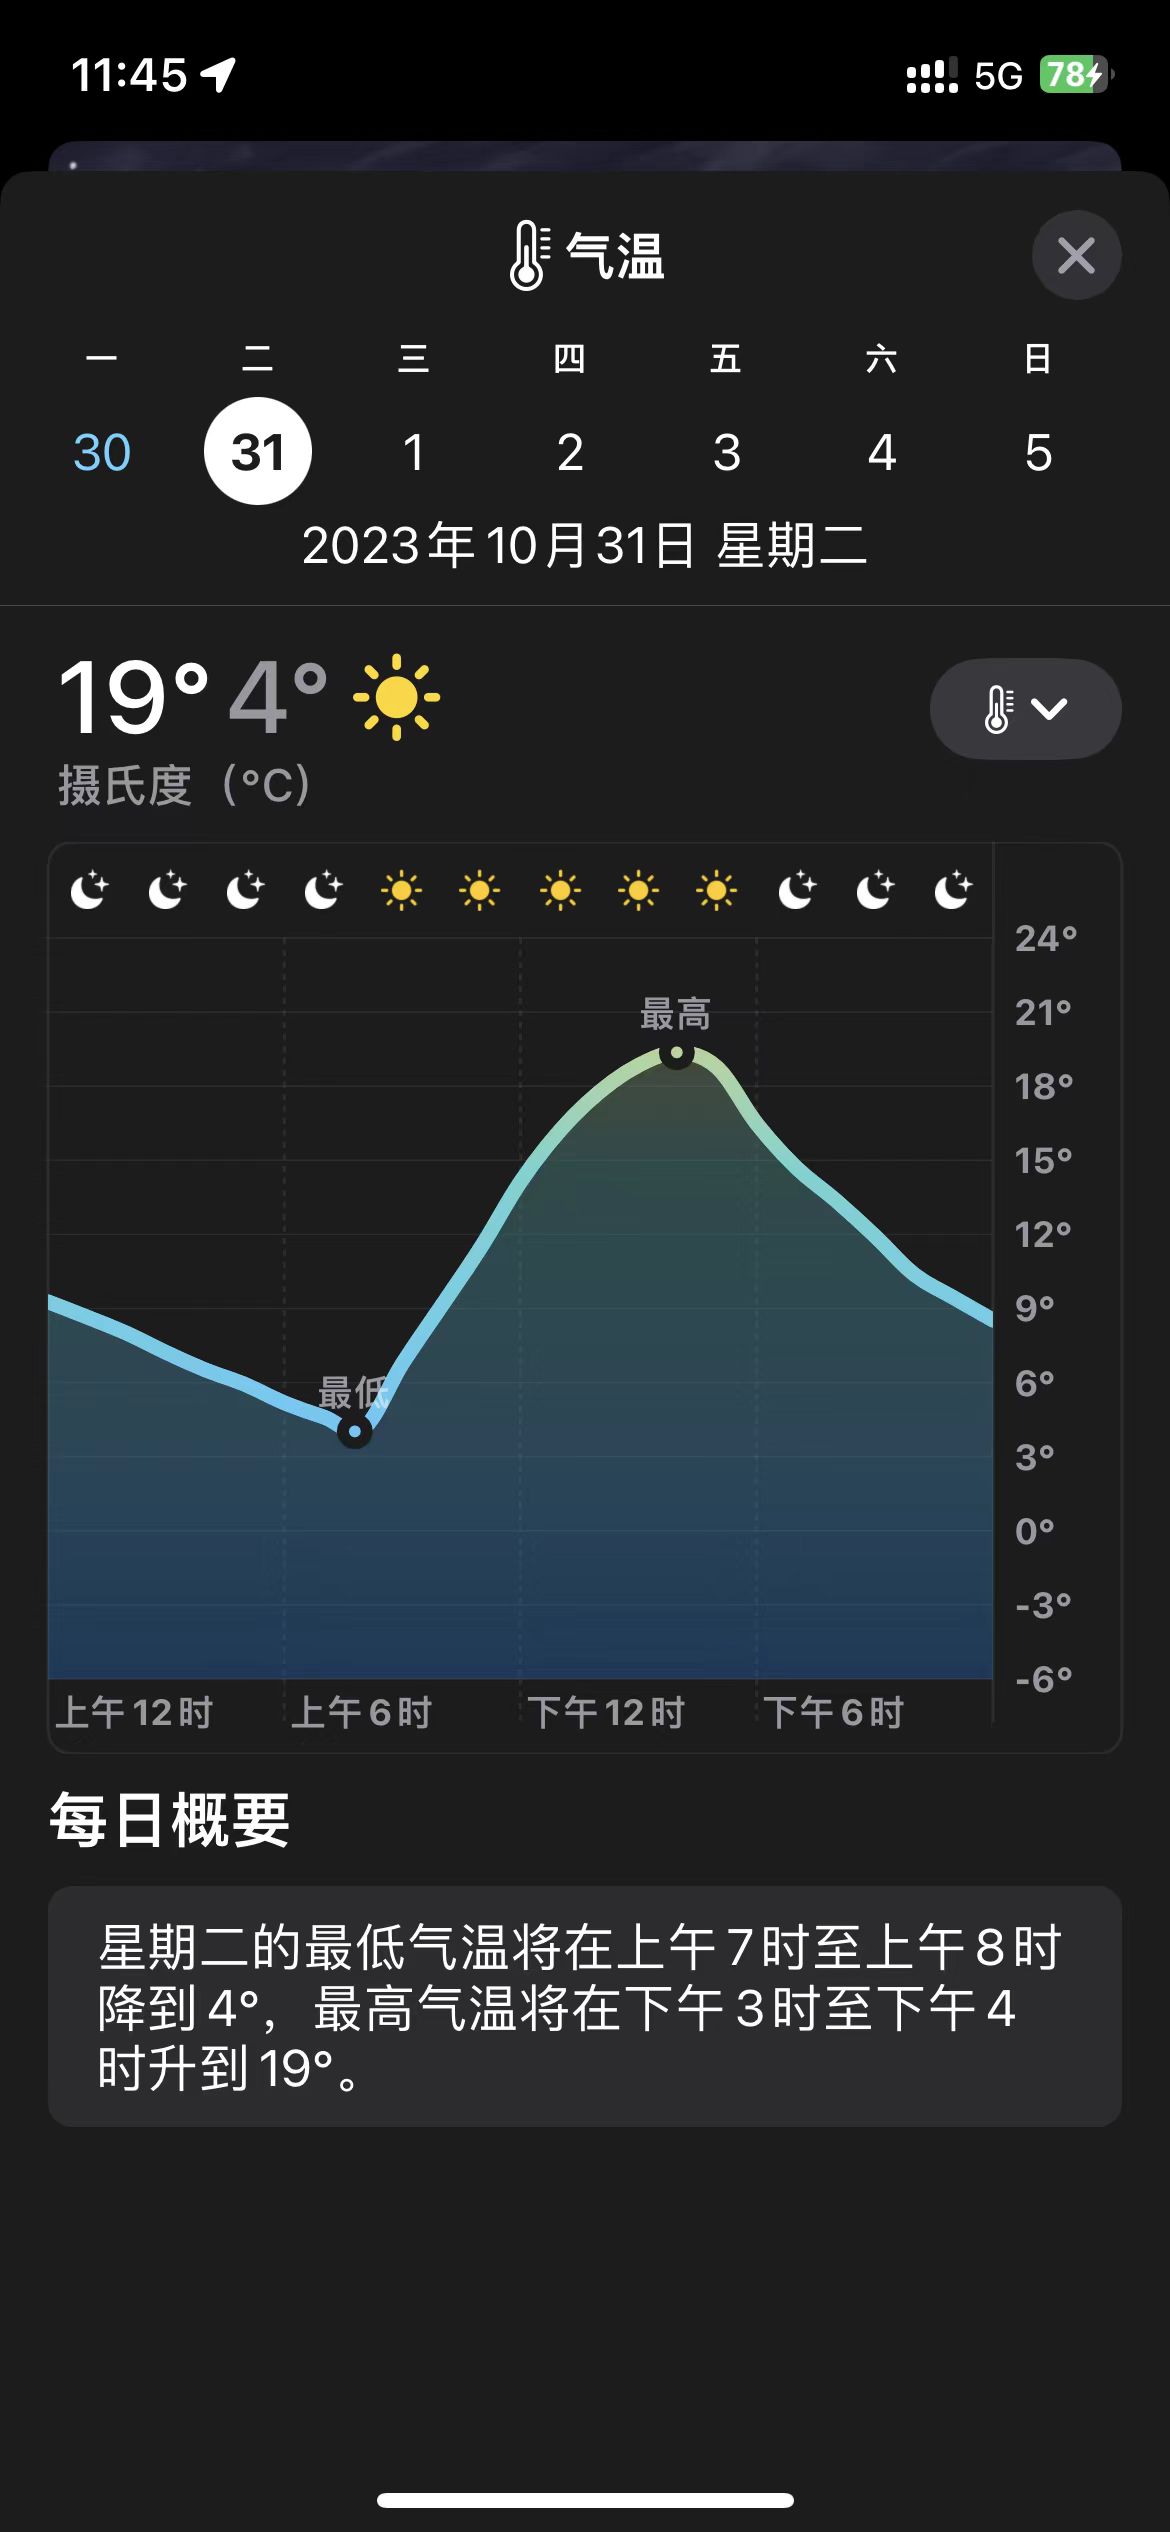 11:45 5G 78
气温
一 二 三 四 五 六 日
30 31 1 2 3 4 5
2023年10月31日 星期二
19° 4°
摄氏度 (°C)
24°
最高
21°
18°
15°
12°
9°
最低
6°
3°
0°
-3°
-6°
上午12时 上午6时 下午12时 下午6时
每日概要
星期二的最低气温将在上午7时至上午8时
降到4°，最高气温将在下午3时至下午4
时升到19°。